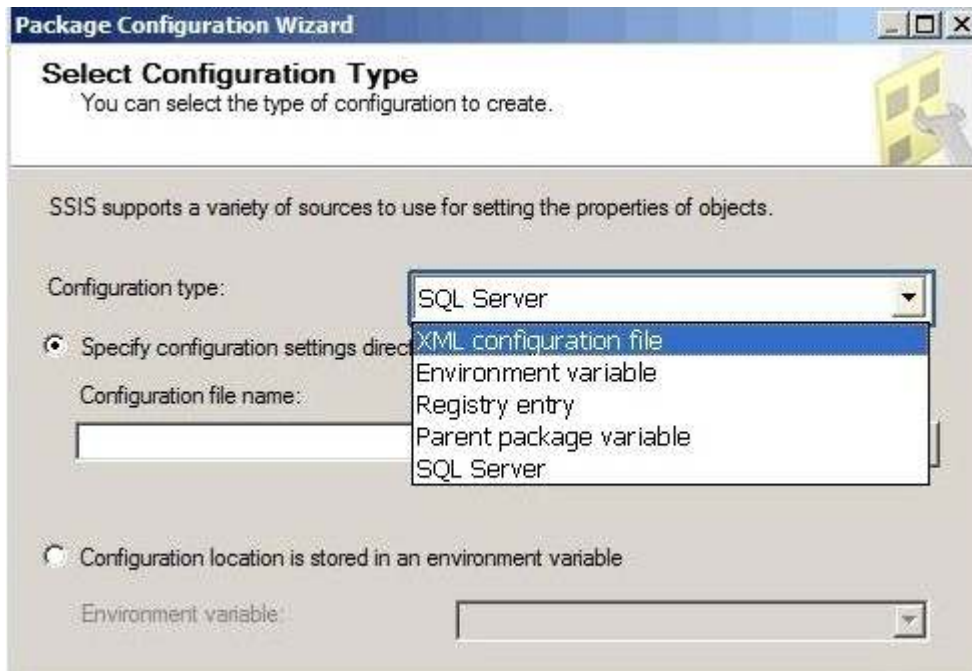 Package Configuration Wizard
Select Configuration Type
You can select the type of configuration to create.
SSIS supports a variety of sources to use for setting the properties of objects.
Configuration type:
SQL Server
XML configuration file
Specify configuration settings direct
Environment variable
Configuration file name:
Registry entry
Parent package variable
SQL Server
Configuration location is stored in an environment variable
Environment variable: